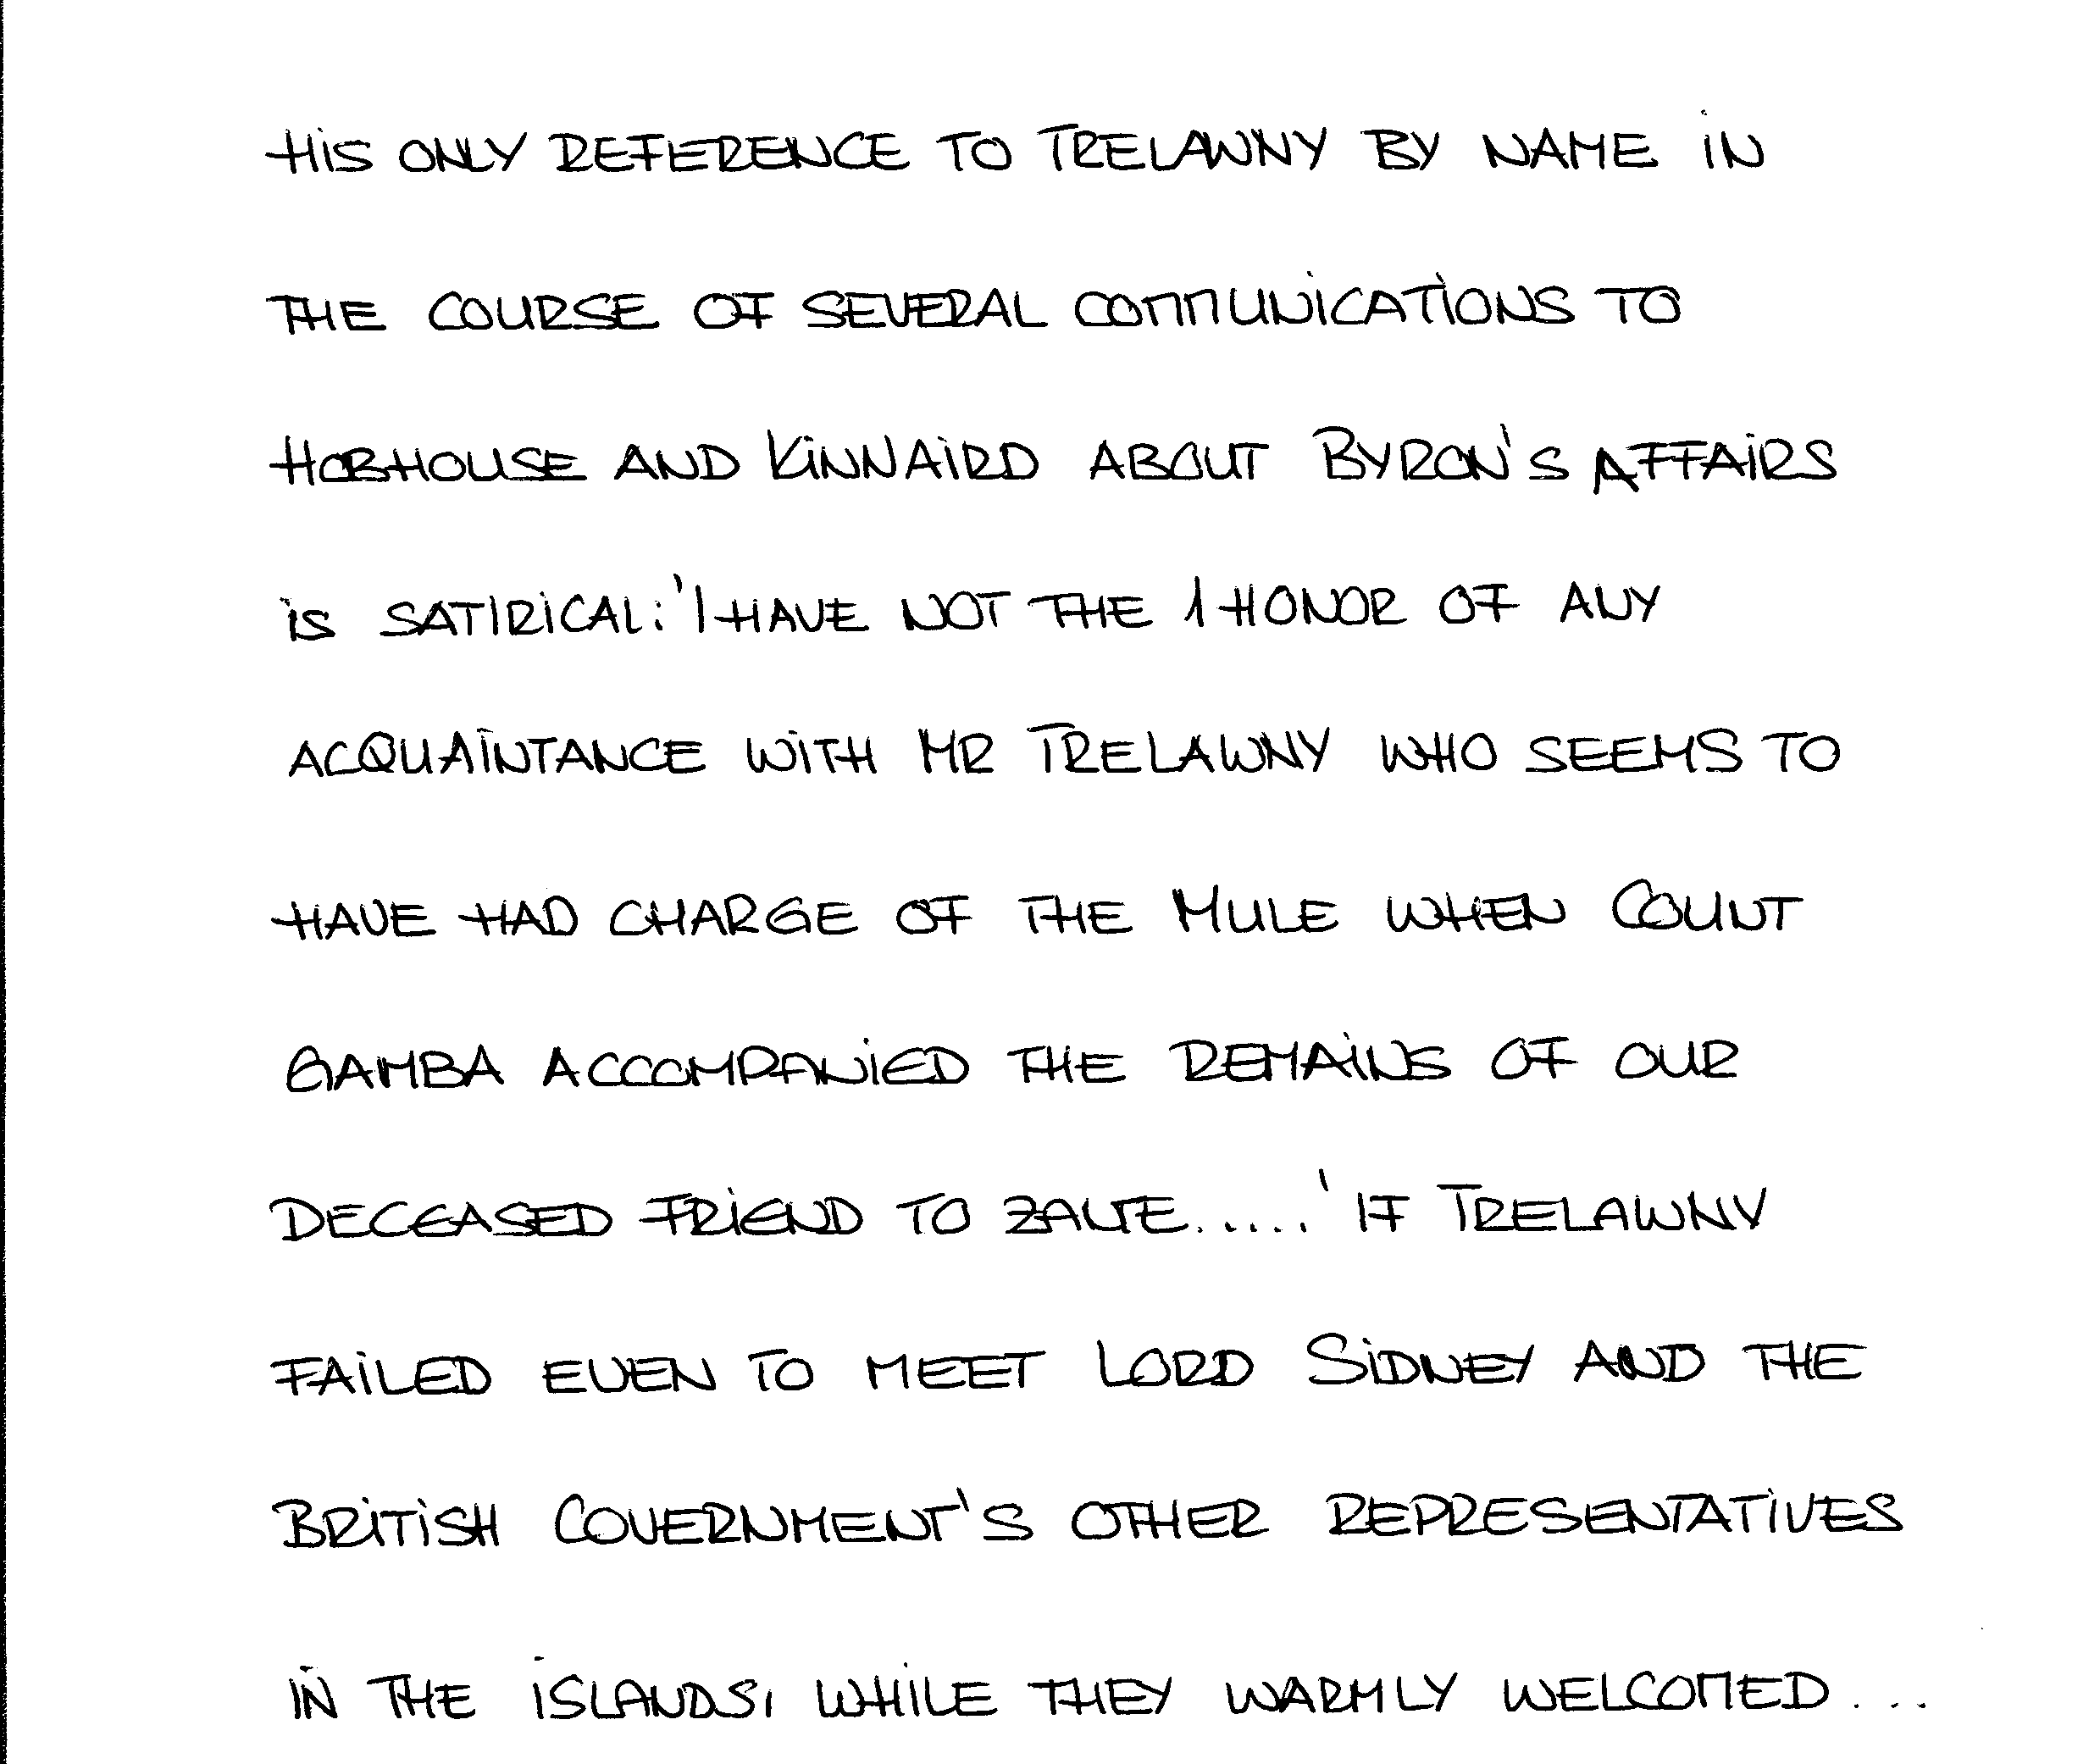 HIS ONLY REFERENCE TO TRELAWNY BY NAME IN
THE COURSE OF SEVERAL COMMUNICATIONS TO
HOBHOUSE AND KINNAIRD ABOUT BYRON'S AFFAIRS
IS SATIRICAL: 'I HAVE NOT THE 1 HONOR OF ANY
ACQUAINTANCE WITH MR TRELAWNY WHO SEEMS TO
HAVE HAD CHARGE OF THE MULE WHEN COUNT
GAMBA ACCOMPANIED THE REMAINS OF OUR
DECEASED FRIEND TO ZANTE.....' IF TRELAWNY
FAILED EVEN TO MEET LORD SIDNEY AND THE
BRITISH GOVERNMENT'S OTHER REPRESENTATIVES
IN THE ISLANDS, WHILE THEY WARMLY WELCOMED ...